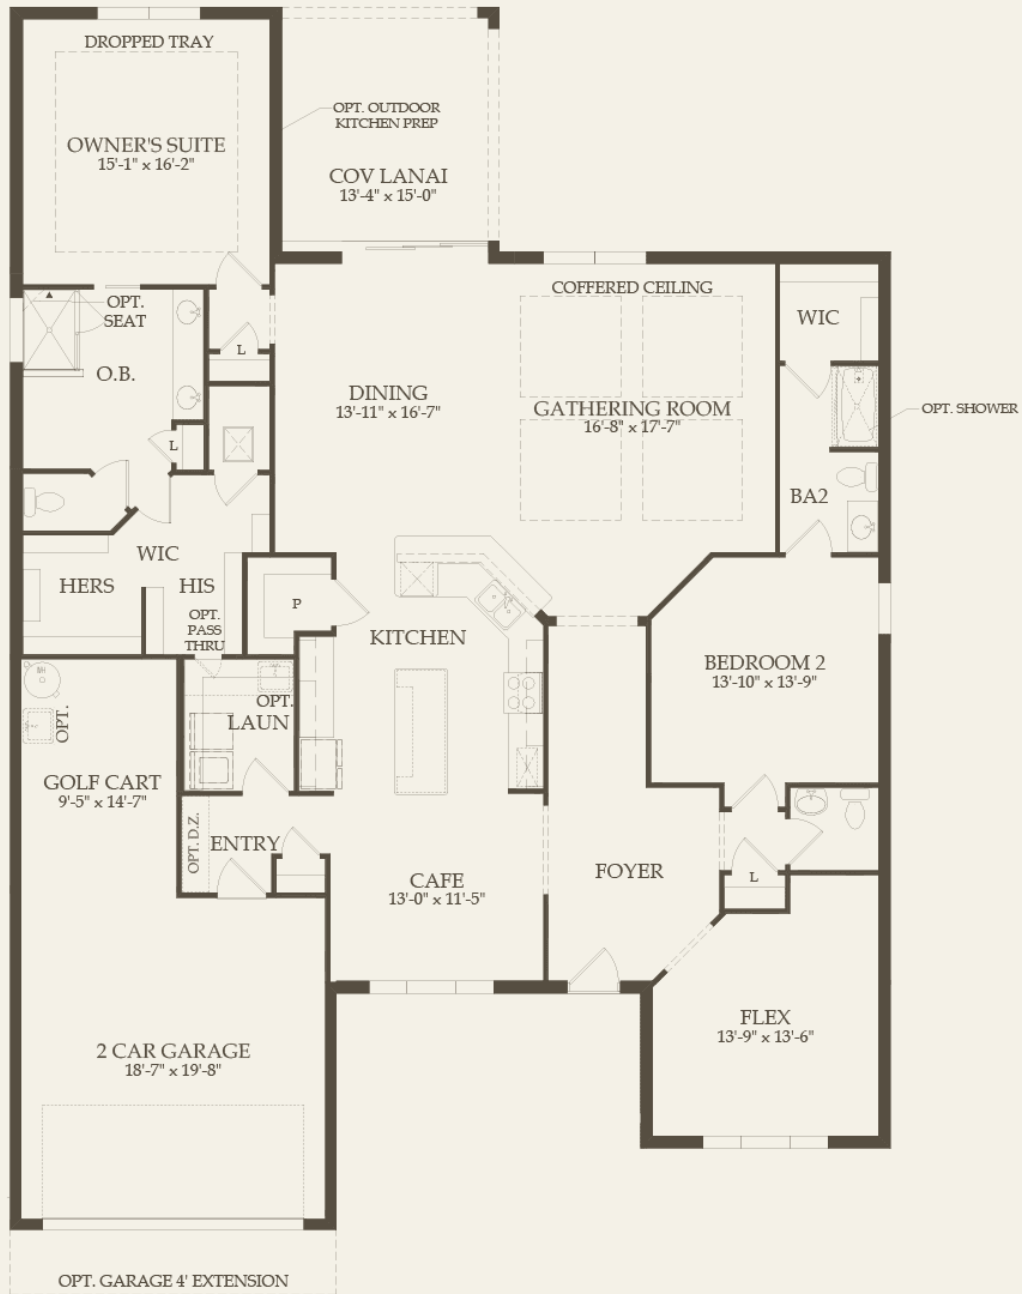 DROPPED TRAY
OWNER'S SUITE
15'-1" x 16'-2"
OPT. OUTDOOR
KITCHEN PREP
COV LANAI
13'-4" x 15'-0"
OPT.
SEAT
O.B.
L
L
COFFERED CEILING
WIC
DINING
13'-11" x 16'-7"
GATHERING ROOM
16'-8" x 17'-7"
OPT. SHOWER
BA2
WIC
HERS
HIS
OPT.
PASS
THRU
P
KITCHEN
BEDROOM 2
13'-10" x 13'-9"
WH
OPT.
OPT.
LAUN
GOLF CART
9'-5" x 14'-7"
OPT. D.Z.
ENTRY
CAFE
13'-0" x 11'-5"
FOYER
L
FLEX
13'-9" x 13'-6"
2 CAR GARAGE
18'-7" x 19'-8"
OPT. GARAGE 4' EXTENSION